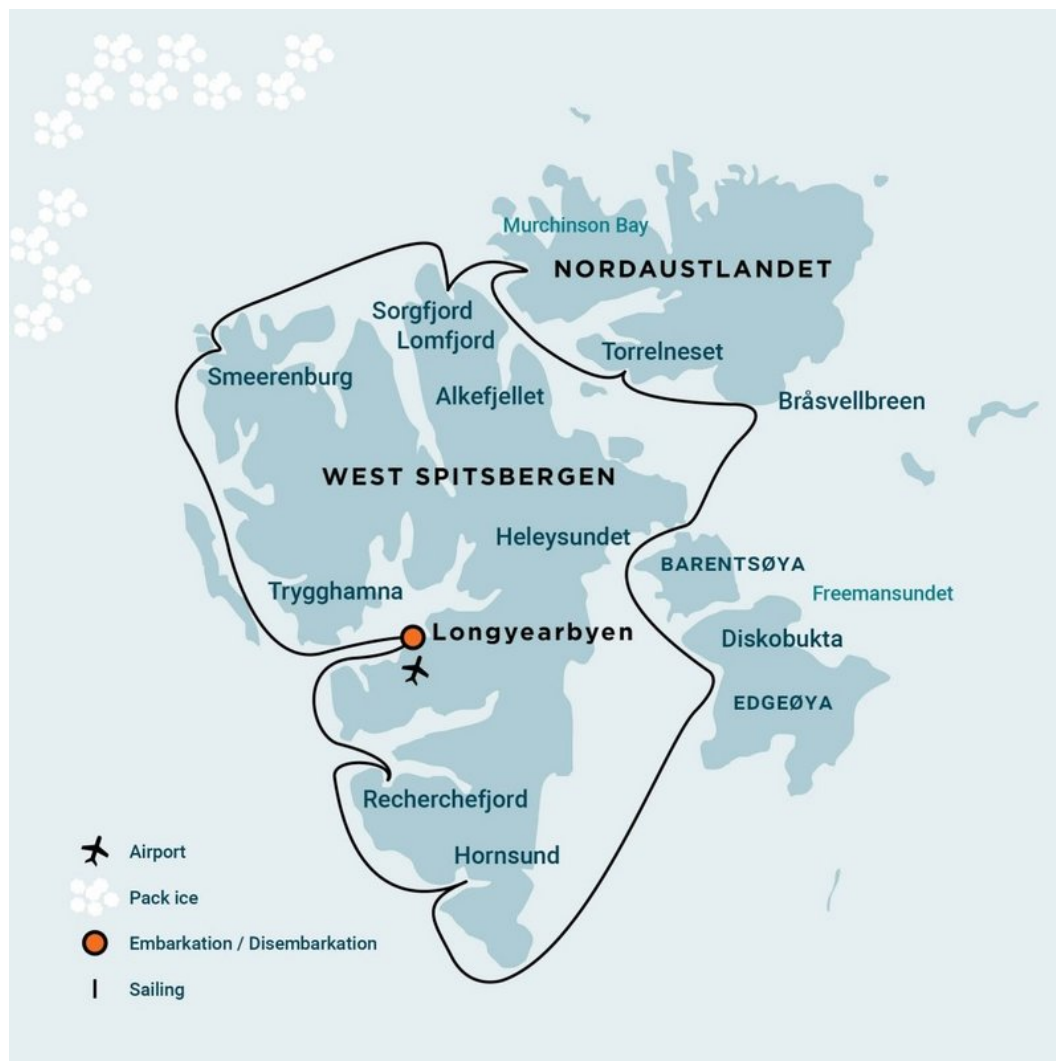 Murchinson Bay
NORDAUSTLANDET
Sorgfjord
Lomfjord
Torrelneset
Smeerenburg
Alkefjellet
Bråsvellbreen
WEST SPITSBERGEN
Heleysundet
BARENTSØYA
Trygghamna
Freemansundet
Longyearbyen
Diskobukta
EDGEØYA
Recherchefjord
Hornsund
Airport
Pack ice
Embarkation / Disembarkation
Sailing